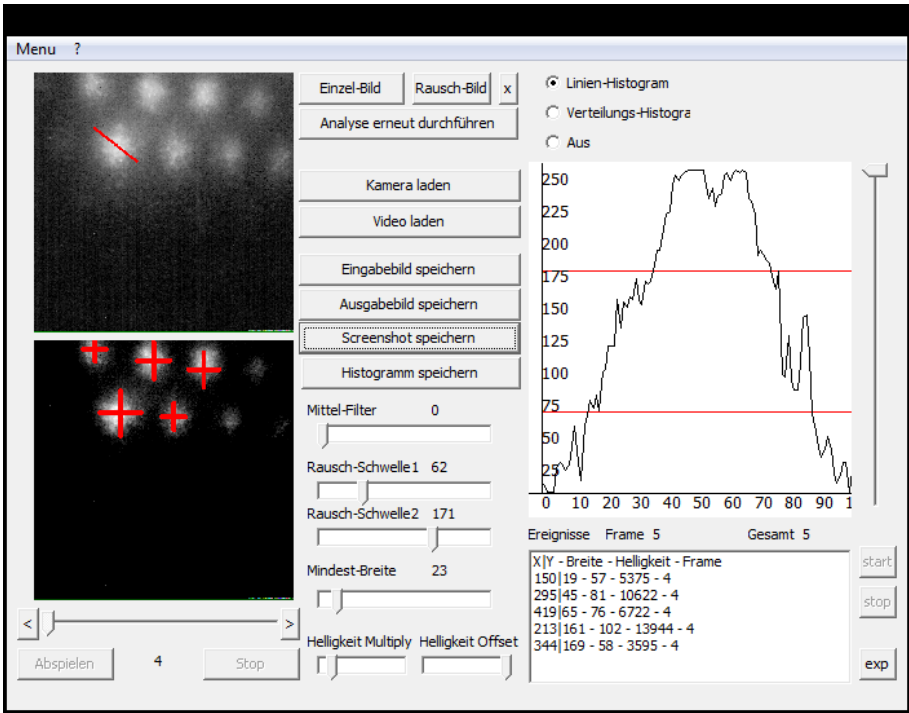 Menu ?
Einzel-Bild Rausch-Bild x
Analyse erneut durchführen
Kamera laden
Video laden
Eingabebild speichern
Ausgabebild speichern
Screenshot speichern
Histogramm speichern
Mittel-Filter 0
Rausch-Schwelle1 62
Rausch-Schwelle2 171
Mindest-Breite 23
Helligkeit Multiply Helligkeit Offset
< >
Abspielen 4 Stop
Linien-Histogram
Verteilungs-Histogra
Aus
250
225
200
175
150
125
100
75
50
25
0 10 20 30 40 50 60 70 80 90 1
Ereignisse Frame 5 Gesamt 5
X|Y - Breite - Helligkeit - Frame
150|19 - 57 - 5375 - 4
295|45 - 81 - 10622 - 4
419|65 - 76 - 6722 - 4
213|161 - 102 - 13944 - 4
344|169 - 58 - 3595 - 4
start
stop
exp